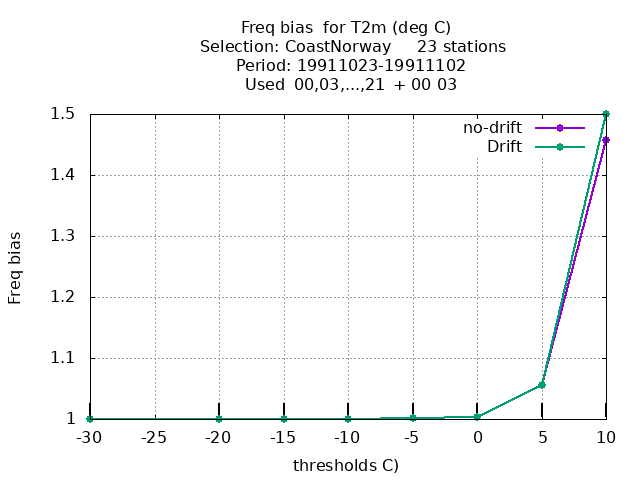 Freq bias  for T2m (deg C)
Selection: CoastNorway     23 stations
Period: 19911023-19911102
Used  00,03,...,21  + 00 03
1.5
1.4
1.3
1.2
1.1
1
Freq bias
no-drift
Drift
-30 -25 -20 -15 -10 -5 0 5 10
thresholds C)